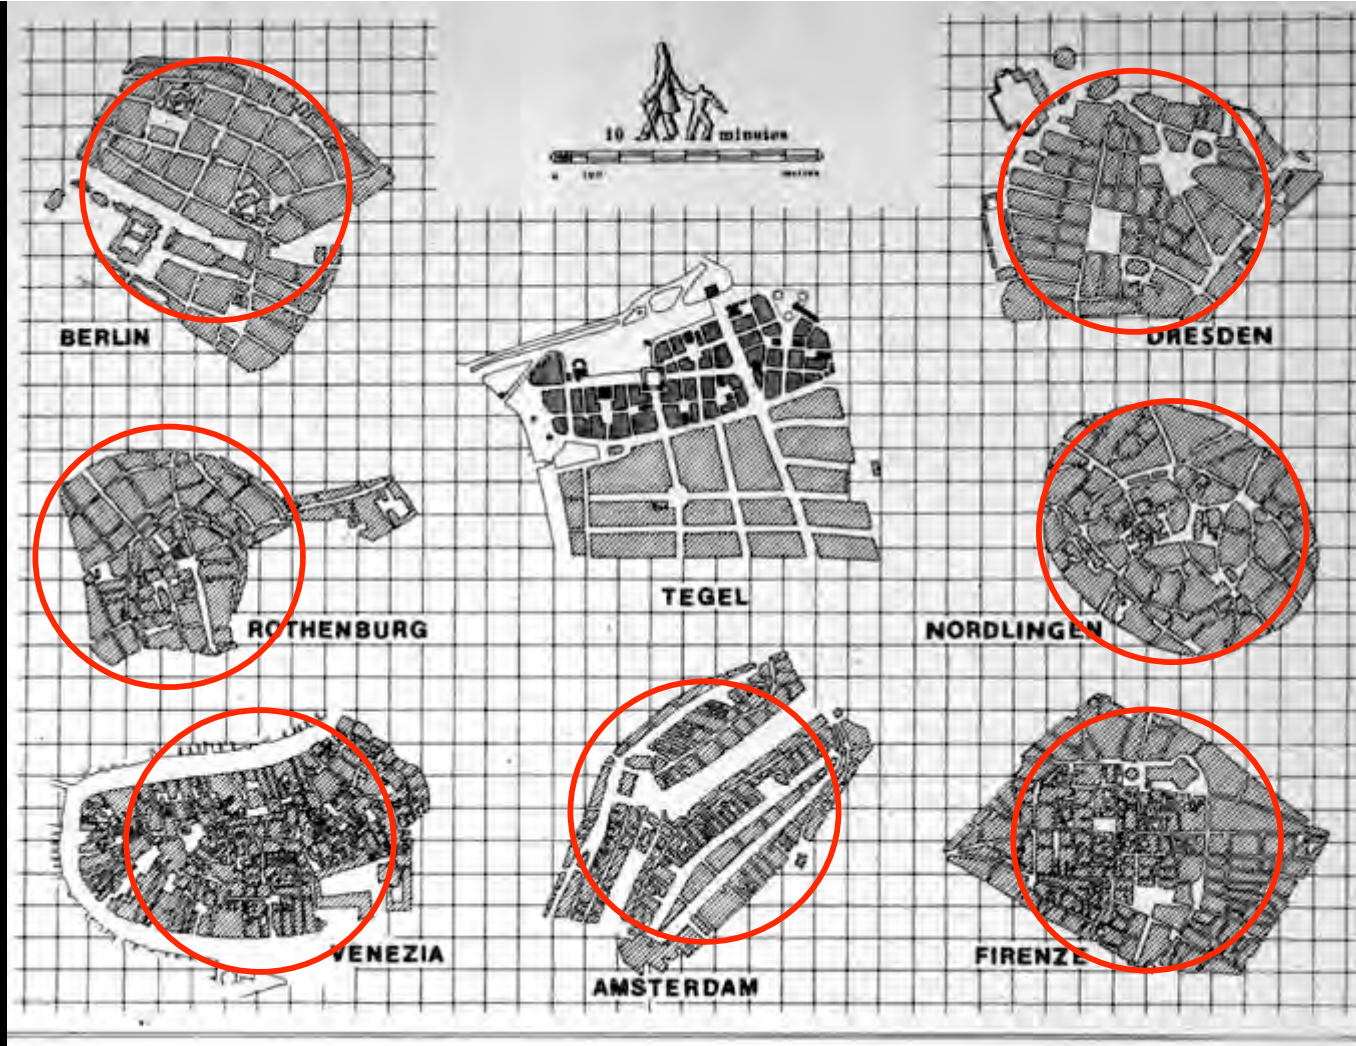 10 minutes
BERLIN
DRESDEN
TEGEL
ROTHENBURG
NORDLINGEN
VENEZIA
FIRENZE
AMSTERDAM